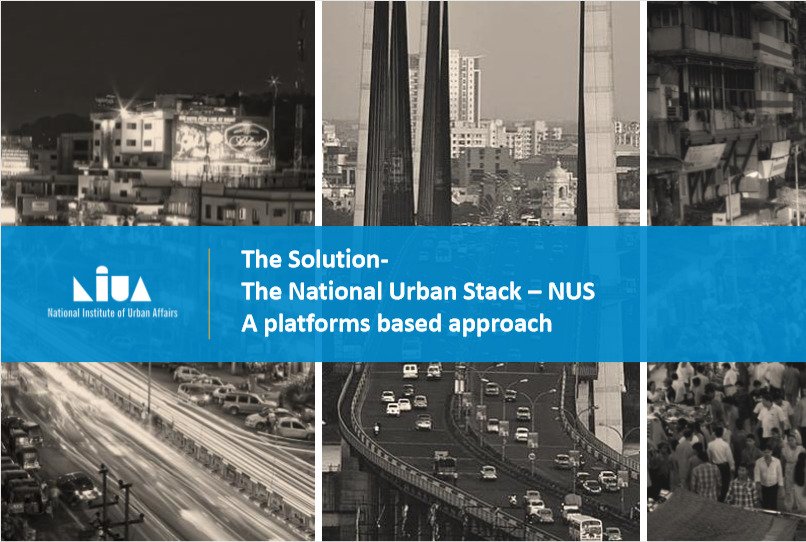 NIUA
National Institute of Urban Affairs
The Solution-
The National Urban Stack – NUS
A platforms based approach